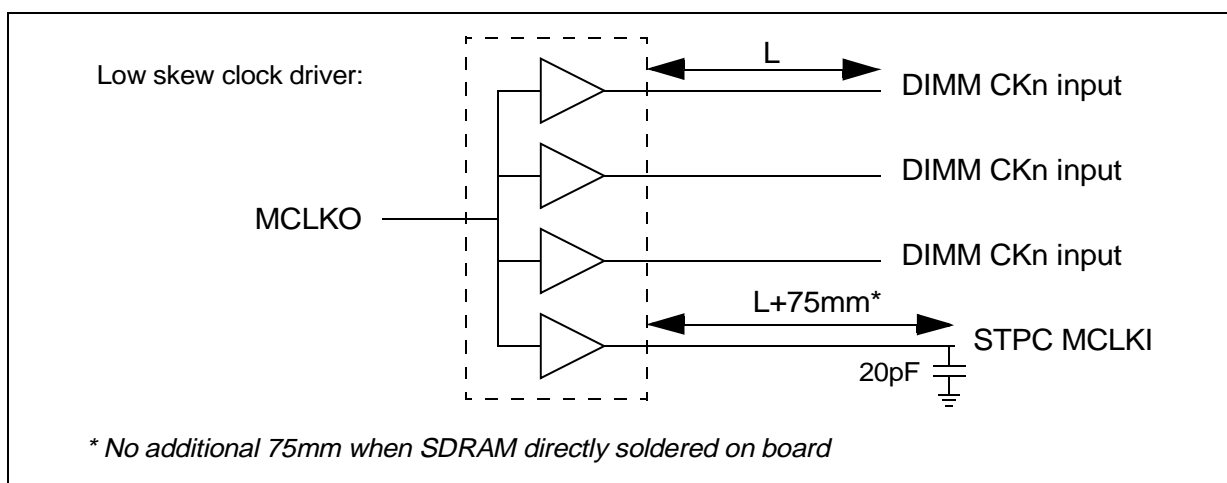 Low skew clock driver:
L
DIMM CKn input
DIMM CKn input
MCLKO
DIMM CKn input
L+75mm*
STPC MCLKI
20pF
* No additional 75mm when SDRAM directly soldered on board